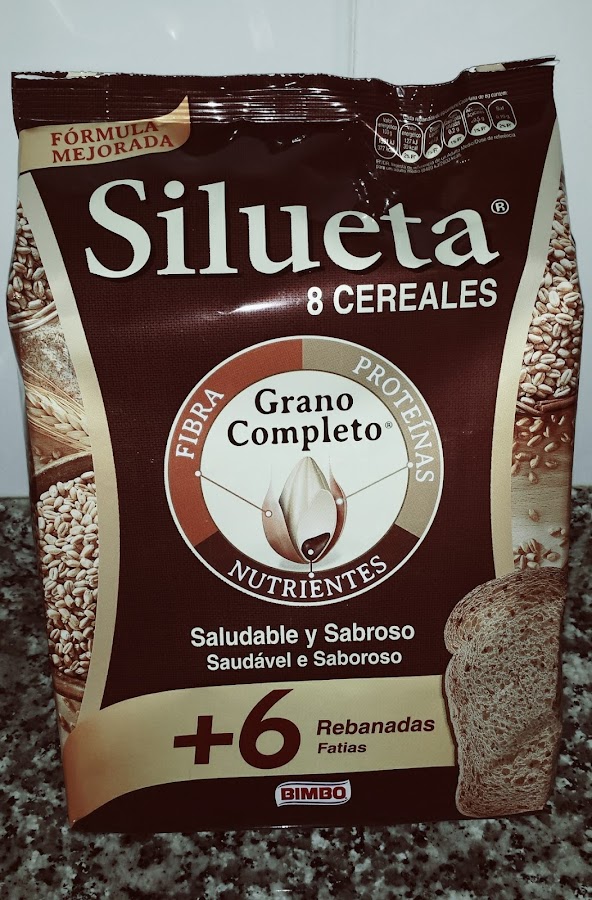 FÓRMULA
MEJORADA
Silueta®
8 CEREALES
FIBRA
PROTEÍNAS
Grano
Completo®
NUTRIENTES
Saludable y Sabroso
Saudável e Saboroso
+6 Rebanadas
Fatias
BIMBO